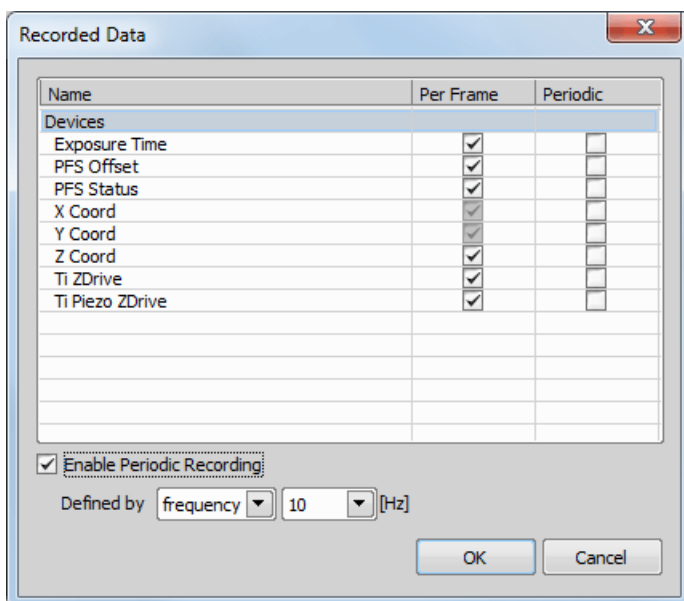 Recorded Data
Name Per Frame Periodic
Devices
Exposure Time
PFS Offset
PFS Status
X Coord
Y Coord
Z Coord
Ti ZDrive
Ti Piezo ZDrive
Enable Periodic Recording
Defined by frequency 10 [Hz]
OK Cancel